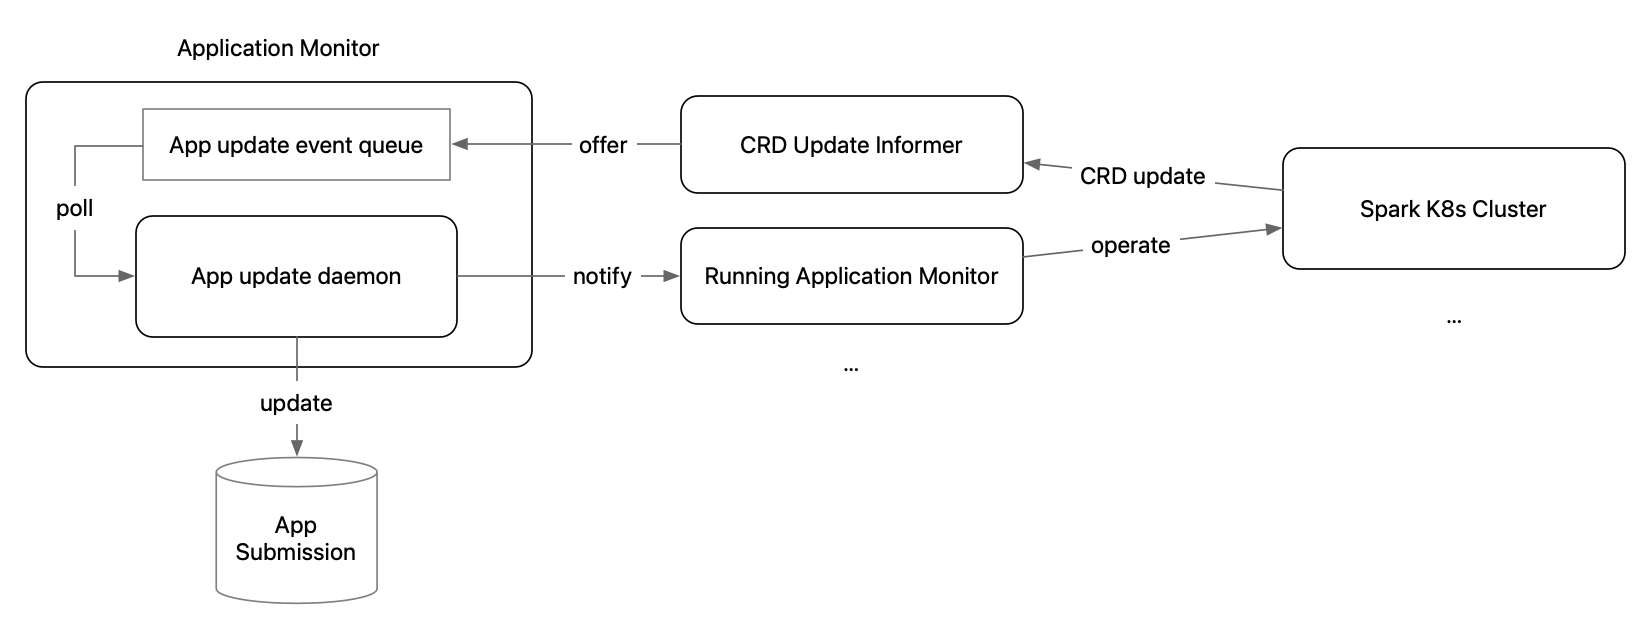 Application Monitor
App update event queue
offer
CRD Update Informer
CRD update
Spark K8s Cluster
poll
App update daemon
notify
Running Application Monitor
operate
...
...
update
App
Submission